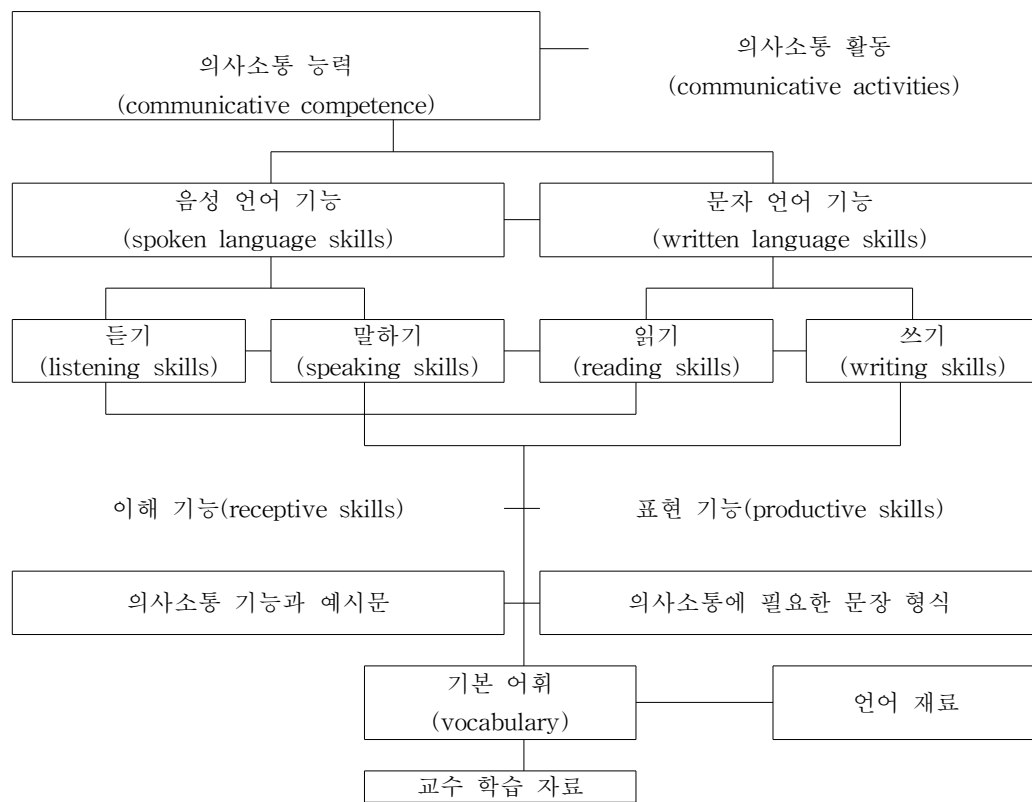 의사소통 능력
(communicative competence)
의사소통 활동
(communicative activities)
음성 언어 기능
(spoken language skills)
문자 언어 기능
(written language skills)
듣기
(listening skills)
말하기
(speaking skills)
읽기
(reading skills)
쓰기
(writing skills)
이해 기능(receptive skills)
표현 기능(productive skills)
의사소통 기능과 예시문
의사소통에 필요한 문장 형식
기본 어휘
(vocabulary)
언어 재료
교수 학습 자료